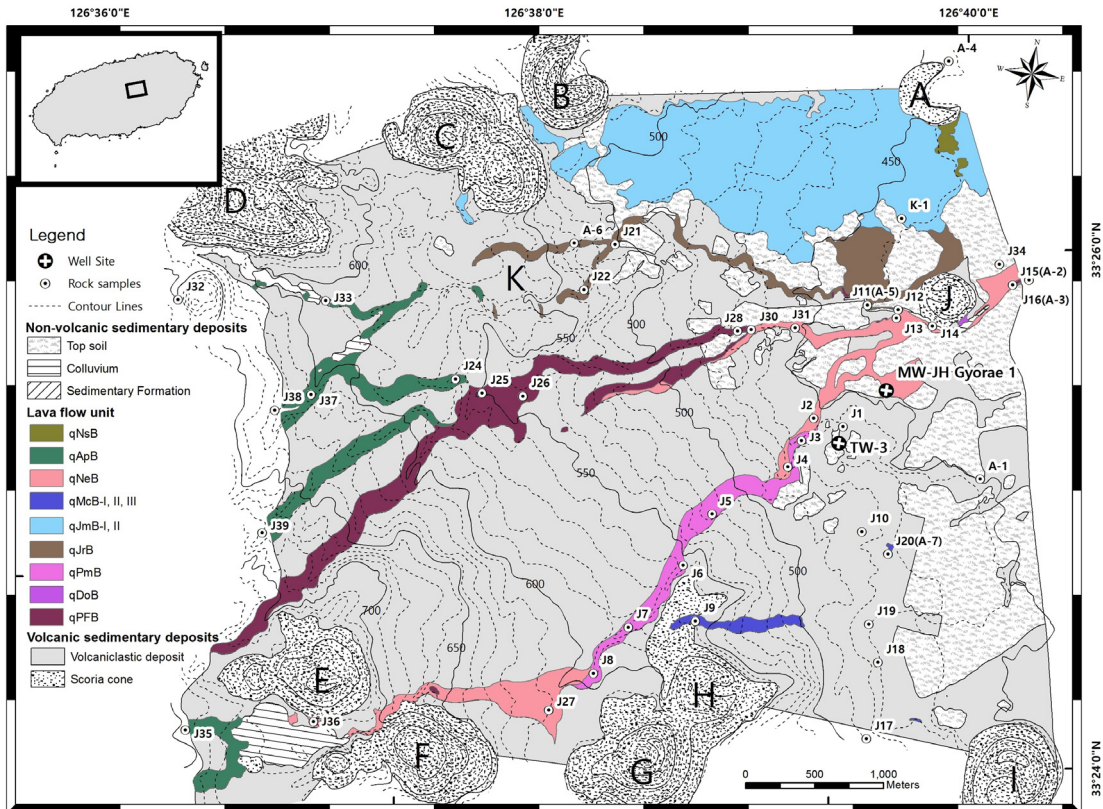 126°36'0"E
126°38'0"E
126°40'0"E
A-4
N
W
E
S
B
A
500
C
450
D
K-1
Legend
Well Site
Rock samples
Contour Lines
Non-volcanic sedimentary deposits
Top soil
Colluvium
Sedimentary Formation
Lava flow unit
qNsB
qApB
qNeB
qMcB-I, II, III
qJmB-I, II
qJrB
qPmB
qDoB
qPFB
Volcanic sedimentary deposits
Volcaniclastic deposit
Scoria cone
33°26'0"N
A-6
J21
600
J34
J15(A-2)
K
J22
J32
J33
J11(A-5)
J12
J
J16(A-3)
500
J28
J30
J31
J13
J14
550
J24
J25
J26
MW-JH Gyorae 1
J38
J37
500
J2
J1
J3
TW-3
J4
550
A-1
J5
J39
J10
J20(A-7)
J6
500
600
700
J9
J19
J7
650
J18
J8
E
H
J27
J36
J35
J17
F
G
I
0
500
1,000
Meters
33°24'0"N